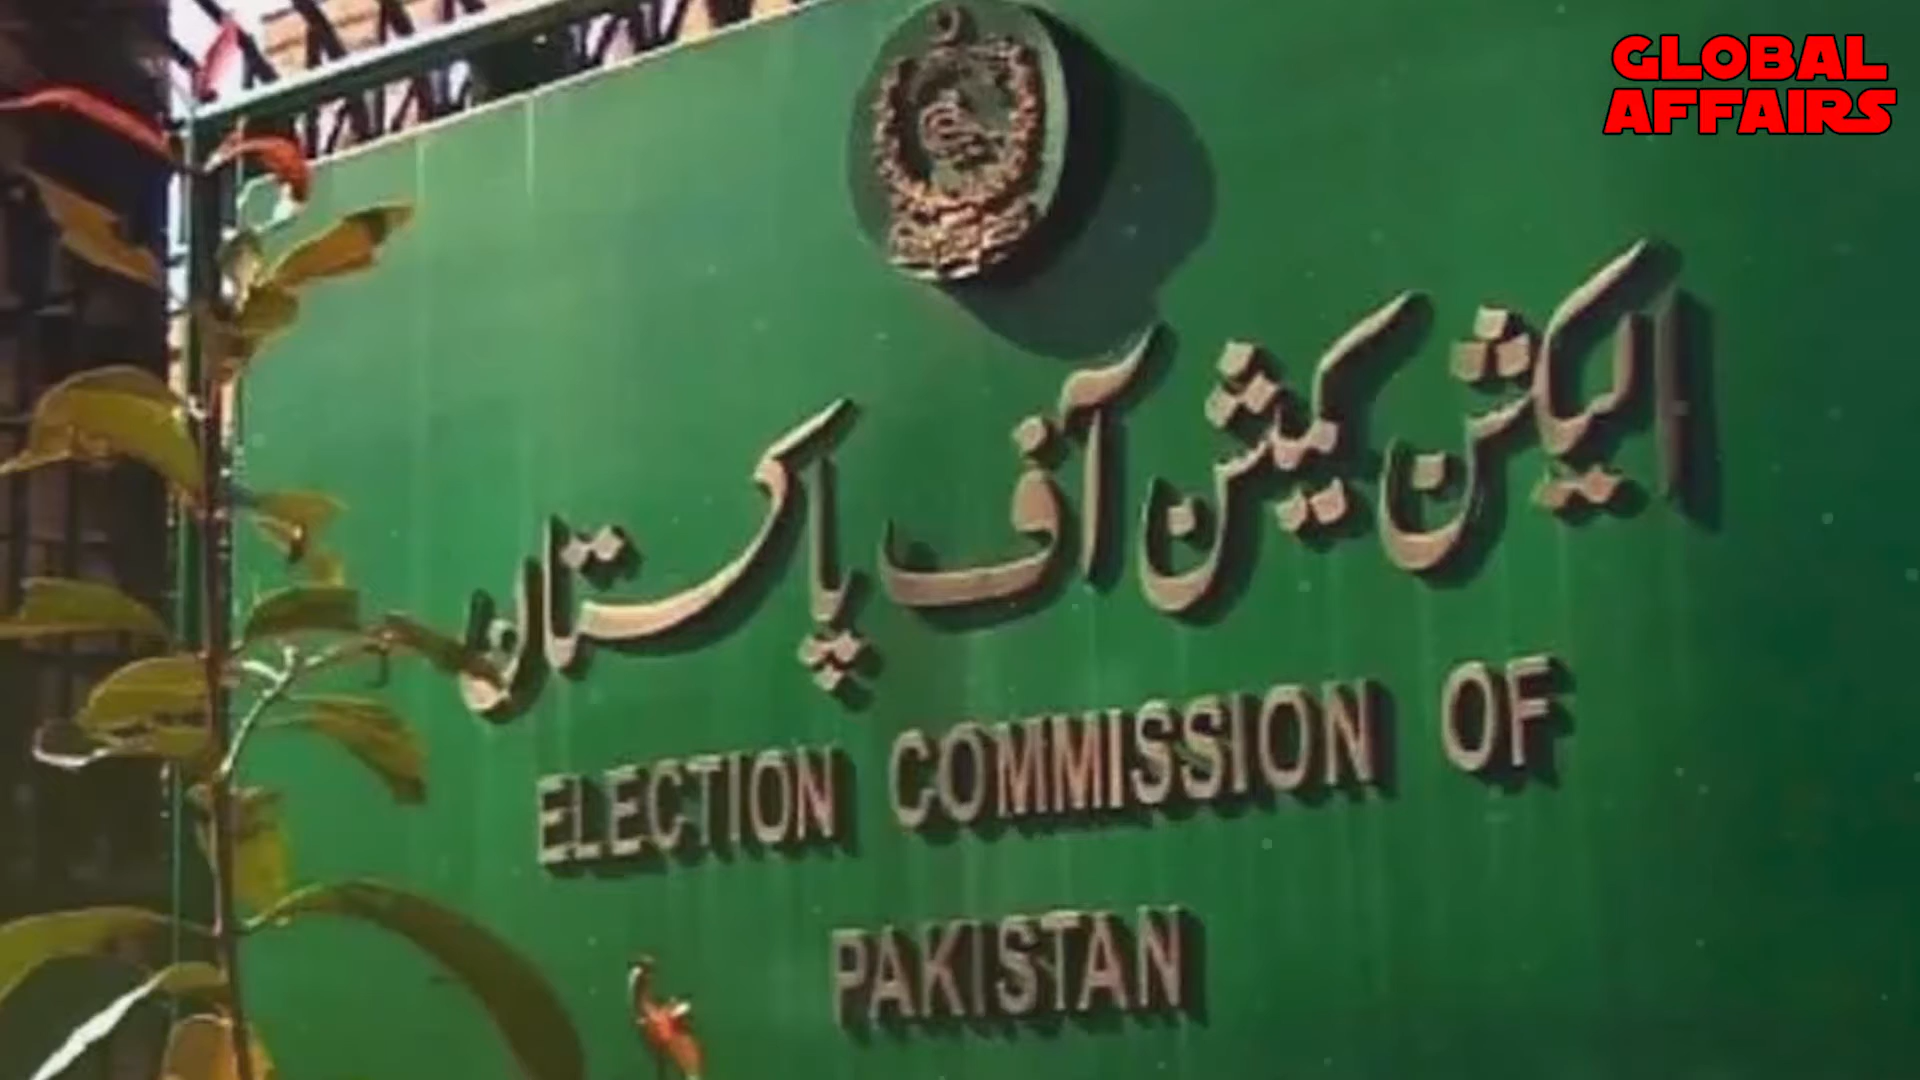 GLOBAL
AFFAIRS
الیکشن کمیشن آف پاکستان
ELECTION COMMISSION OF
PAKISTAN